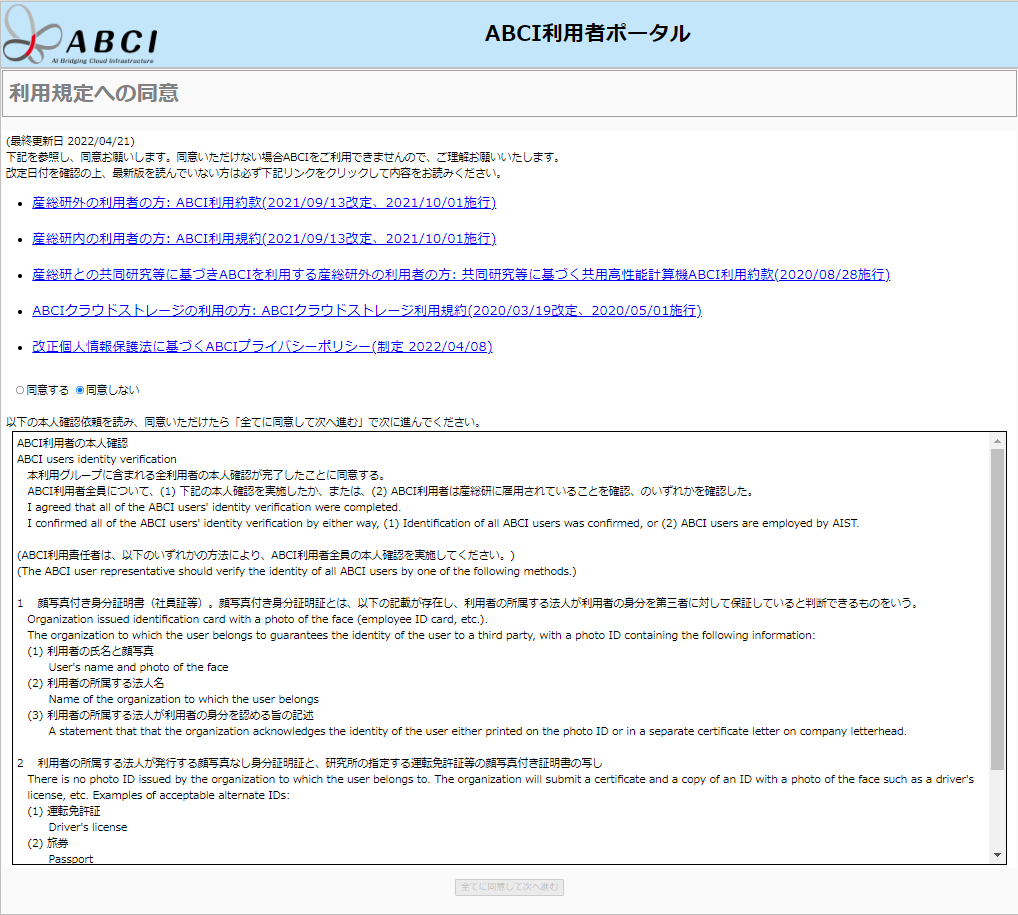 ABCI
AI Bridging Cloud Infrastructure
ABCI利用者ポータル
利用規定への同意
(最終更新日 2022/04/21)
下記を参照し、同意お願いします。同意いただけない場合ABCIをご利用できませんので、ご理解お願いいたします。
改定日付を確認の上、最新版を読んでいない方は必ず下記リンクをクリックして内容をお読みください。
• 産総研外の利用者の方: ABCI利用約款(2021/09/13改定、2021/10/01施行)
• 産総研内の利用者の方: ABCI利用規約(2021/09/13改定、2021/10/01施行)
• 産総研との共同研究等に基づきABCIを利用する産総研外の利用者の方: 共同研究等に基づく共用高性能計算機ABCI利用約款(2020/08/28施行)
• ABCIクラウドストレージの利用の方: ABCIクラウドストレージ利用規約(2020/03/19改定、2020/05/01施行)
• 改正個人情報保護法に基づくABCIプライバシーポリシー(制定 2022/04/08)
同意する 同意しない
以下の本人確認依頼を読み、同意いただけたら「全てに同意して次へ進む」で次に進んでください。
ABCI利用者の本人確認
ABCI users identity verification
本利用グループに含まれる全利用者の本人確認が完了したことに同意する。
ABCI利用者全員について、(1) 下記の本人確認を実施したか、または、(2) ABCI利用者は産総研に雇用されていることを確認、のいずれかを確認した。
I agreed that all of the ABCI users' identity verification were completed.
I confirmed all of the ABCI users' identity verification by either way, (1) Identification of all ABCI users was confirmed, or (2) ABCI users are employed by AIST.
(ABCI利用責任者は、以下のいずれかの方法により、ABCI利用者全員の本人確認を実施してください。)
(The ABCI user representative should verify the identity of all ABCI users by one of the following methods.)
1 顔写真付き身分証明書（社員証等）。顔写真付き身分証明証とは、以下の記載が存在し、利用者の所属する法人が利用者の身分を第三者に対して保証していると判断できるものをいう。
Organization issued identification card with a photo of the face (employee ID card, etc.).
The organization to which the user belongs to guarantees the identity of the user to a third party, with a photo ID containing the following information:
(1) 利用者の氏名と顔写真
User's name and photo of the face
(2) 利用者の所属する法人名
Name of the organization to which the user belongs
(3) 利用者の所属する法人が利用者の身分を認める旨の記述
A statement that that the organization acknowledges the identity of the user either printed on the photo ID or in a separate certificate letter on company letterhead.
2 利用者の所属する法人が発行する顔写真なし身分証明証と、研究所の指定する運転免許証等の顔写真付き証明書の写し
There is no photo ID issued by the organization to which the user belongs to. The organization will submit a certificate and a copy of an ID with a photo of the face such as a driver's
license, etc. Examples of acceptable alternate IDs:
(1) 運転免許証
Driver's license
(2) 旅券
Passport
全てに同意して次へ進む